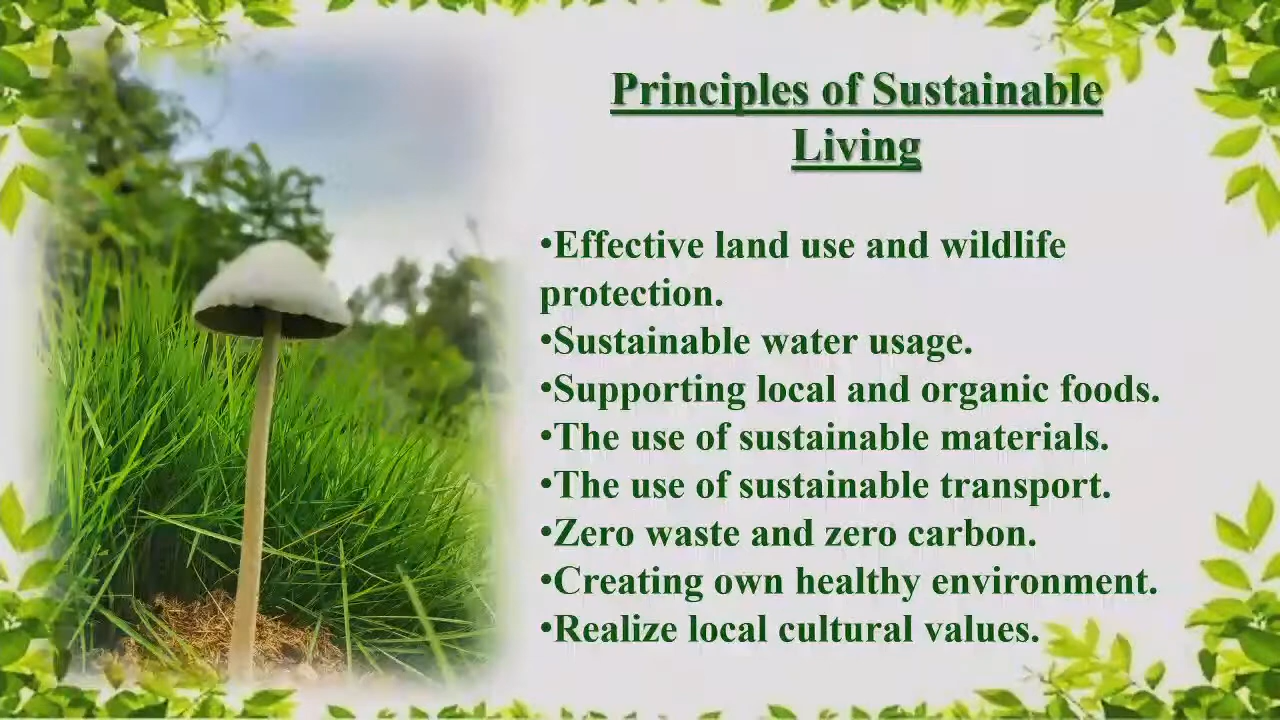 Principles of Sustainable
Living
•Effective land use and wildlife
protection.
•Sustainable water usage.
•Supporting local and organic foods.
•The use of sustainable materials.
•The use of sustainable transport.
•Zero waste and zero carbon.
•Creating own healthy environment.
•Realize local cultural values.